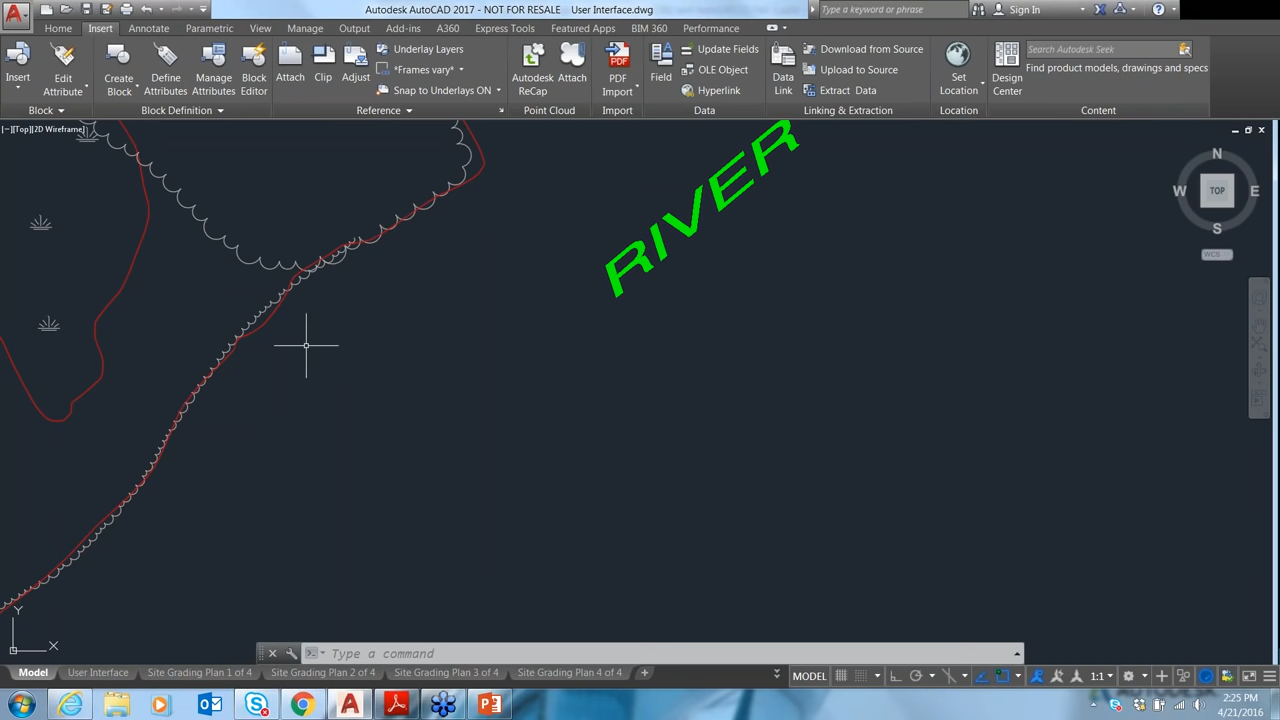 Autodesk AutoCAD 2017 - NOT FOR RESALE User Interface.dwg
Type a keyword or phrase
Sign In
Home Insert Annotate Parametric View Manage Output Add-ins A360 Express Tools Featured Apps BIM 360 Performance
Insert
Edit Attribute
Create Block
Define Attributes
Manage Attributes
Block Editor
Attach
Clip
Adjust
Underlay Layers
*Frames vary*
Snap to Underlays ON
Autodesk ReCap
Attach
PDF Import
Field
Update Fields
OLE Object
Hyperlink
Data Link
Download from Source
Upload to Source
Extract Data
Set Location
Design Center
Search Autodesk Seek
Find product models, drawings and specs
Block Block Definition Reference Point Cloud Import Data Linking & Extraction Location Content
[−][Top][2D Wireframe]
RIVER
N
W TOP E
S
WCS
Y
X
Type a command
Model User Interface Site Grading Plan 1 of 4 Site Grading Plan 2 of 4 Site Grading Plan 3 of 4 Site Grading Plan 4 of 4
MODEL
1:1
2:25 PM
4/21/2016